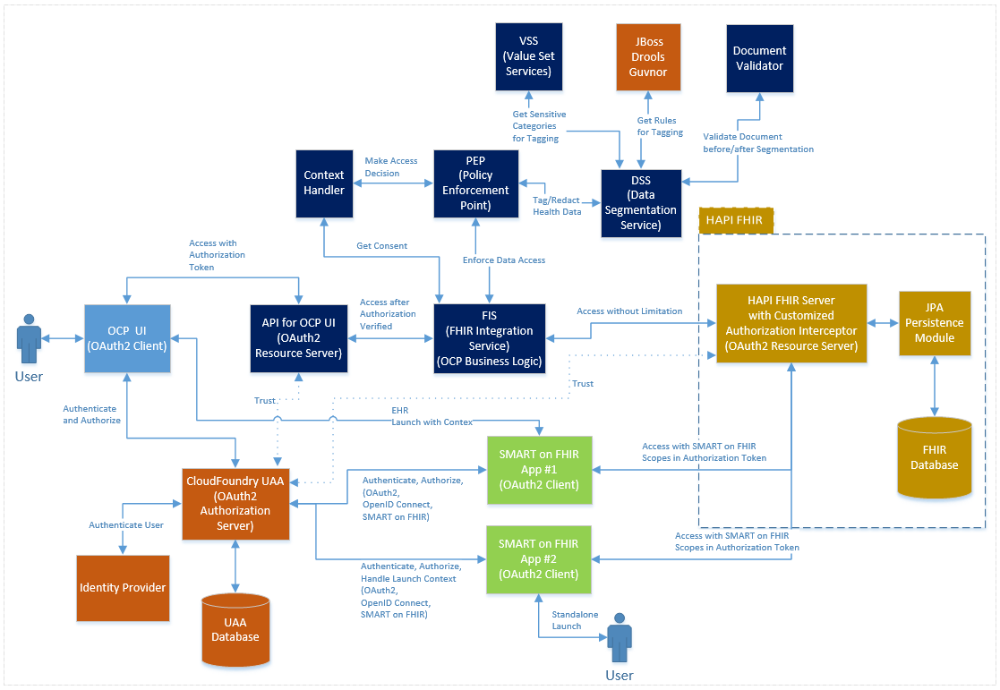 VSS
(Value Set
Services)
JBoss
Drools
Guvnor
Document
Validator
Get Sensitive
Categories
for Tagging
Get Rules
for Tagging
Validate Document
before/after Segmentation
Context
Handler
Make Access
Decision
PEP
(Policy
Enforcement
Point)
Tag/Redact
Health Data
DSS
(Data
Segmentation
Service)
HAPI FHIR
Access with
Authorization
Token
Get Consent
Enforce Data Access
User
OCP UI
(OAuth2 Client)
API for OCP UI
(OAuth2
Resource Server)
Access after
Authorization
Verified
FIS
(FHIR Integration
Service)
(OCP Business Logic)
Access without Limitation
HAPI FHIR Server
with Customized
Authorization Interceptor
(OAuth2 Resource Server)
JPA
Persistence
Module
Trust
Trust
Authenticate
and Authorize
EHR
Launch with Contex
SMART on FHIR
App #1
(OAuth2 Client)
Access with SMART on FHIR
Scopes in Authorization Token
FHIR
Database
CloudFoundry UAA
(OAuth2
Authorization
Server)
Authenticate, Authorize,
(OAuth2,
OpenID Connect,
SMART on FHIR)
Authenticate User
SMART on FHIR
App #2
(OAuth2 Client)
Access with SMART on FHIR
Scopes in Authorization Token
Identity Provider
Authenticate, Authorize,
Handle Launch Context
(OAuth2,
OpenID Connect,
SMART on FHIR)
UAA
Database
Standalone
Launch
User